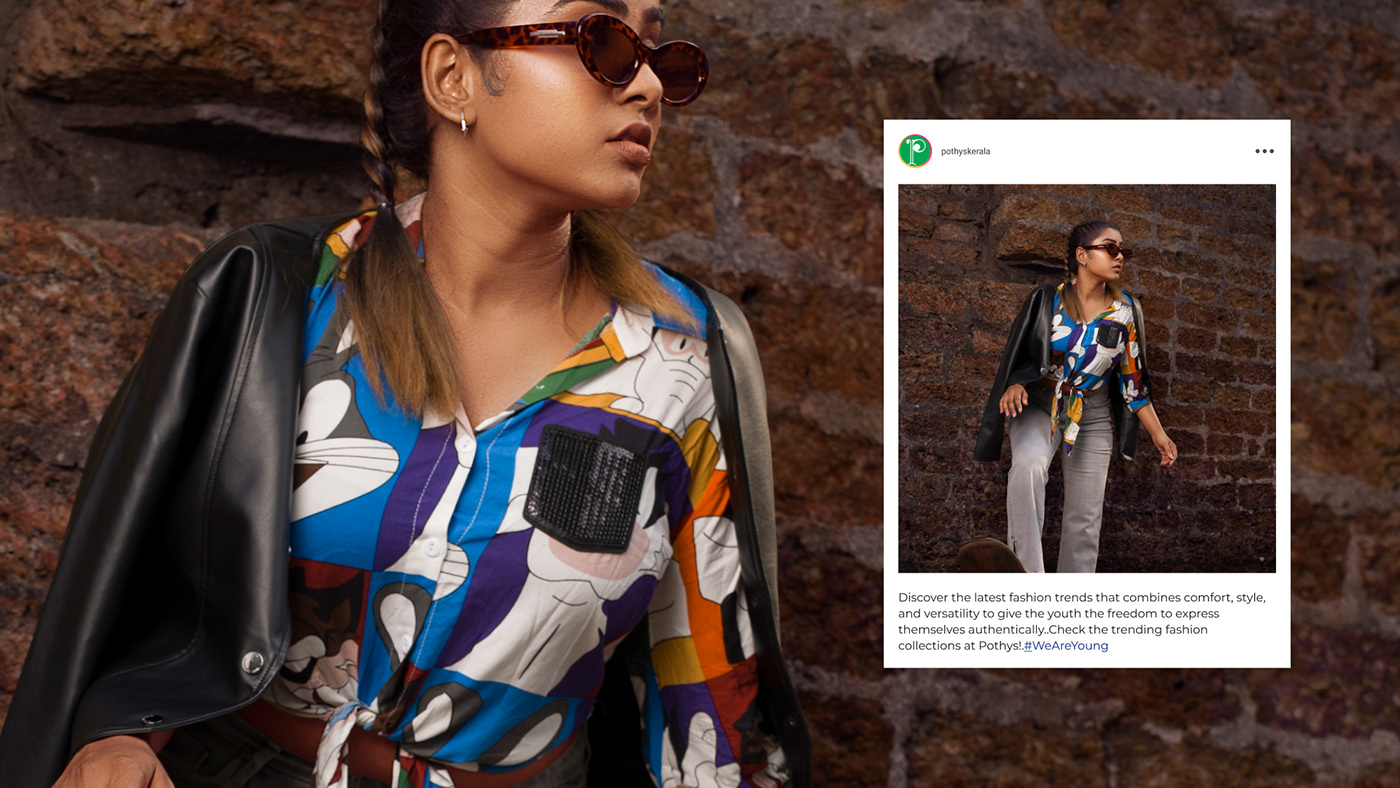 pothyskerala
Discover the latest fashion trends that combines comfort, style,
and versatility to give the youth the freedom to express
themselves authentically..Check the trending fashion
collections at Pothys!.#WeAreYoung